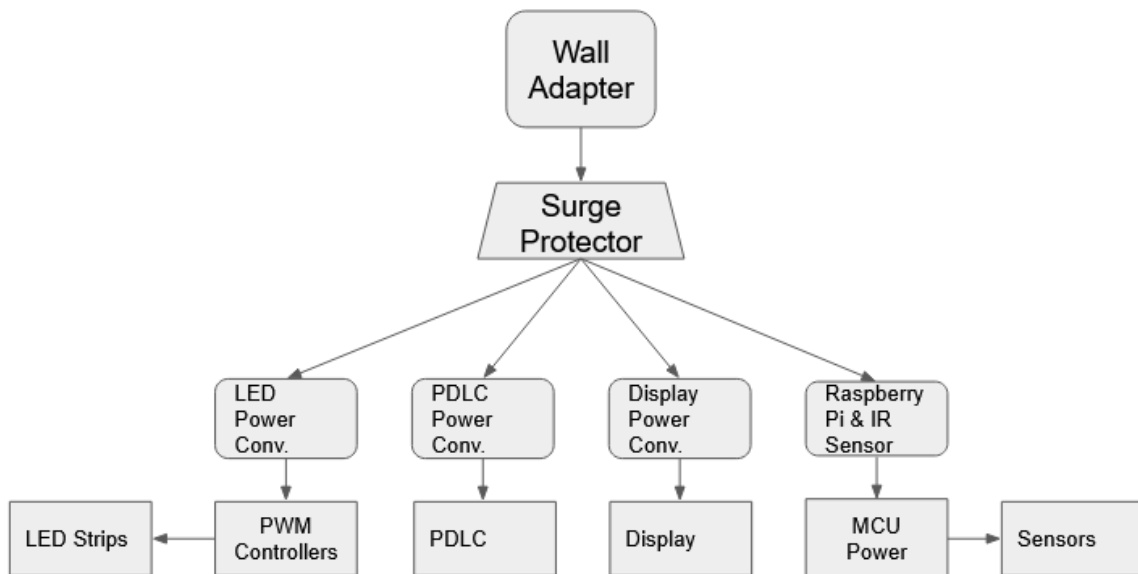 Wall
Adapter
Surge
Protector
LED
Power
Conv.
PDLC
Power
Conv.
Display
Power
Conv.
Raspberry
Pi & IR
Sensor
LED Strips
PWM
Controllers
PDLC
Display
MCU
Power
Sensors